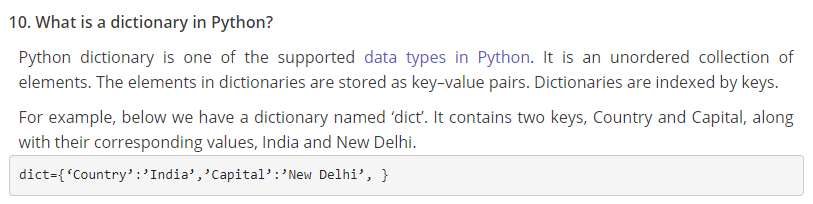 10. What is a dictionary in Python?
Python dictionary is one of the supported data types in Python. It is an unordered collection of
elements. The elements in dictionaries are stored as key–value pairs. Dictionaries are indexed by keys.
For example, below we have a dictionary named ‘dict’. It contains two keys, Country and Capital, along
with their corresponding values, India and New Delhi.
dict={‘Country’:’India’,’Capital’:’New Delhi’, }